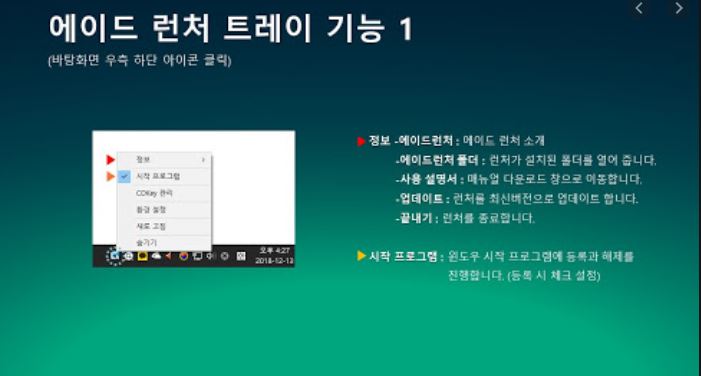 에이드 런처 트레이 기능 1
(바탕화면 우측 하단 아이콘 클릭)
정보
시작 프로그램
CDKey 관리
환경 설정
새로 고침
숨기기
오후 4:27
2018-12-13
정보 -에이드런처 : 에이드 런처 소개
-에이드런처 폴더 : 런처가 설치된 폴더를 열어 줍니다.
-사용 설명서 : 매뉴얼 다운로드 창으로 이동합니다.
-업데이트 : 런처를 최신버전으로 업데이트 합니다.
-끝내기 : 런처를 종료합니다.
시작 프로그램 : 윈도우 시작 프로그램에 등록과 해제를
진행합니다. (등록 시 체크 설정)